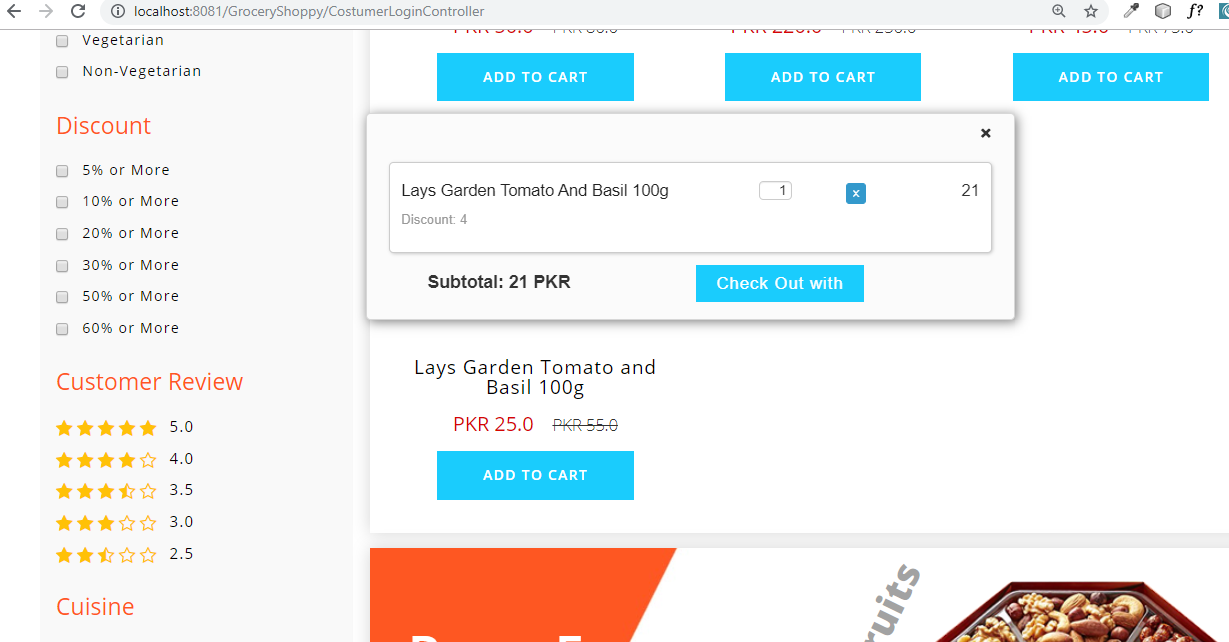 localhost:8081/GroceryShoppy/CostumerLoginController
f?
Vegetarian
Non-Vegetarian
Discount
5% or More
10% or More
20% or More
30% or More
50% or More
60% or More
Customer Review
5.0
4.0
3.5
3.0
2.5
Cuisine
ADD TO CART ADD TO CART ADD TO CART
×
Lays Garden Tomato And Basil 100g 1 x 21
Discount: 4
Subtotal: 21 PKR Check Out with
Lays Garden Tomato and
Basil 100g
PKR 25.0 PKR 55.0
ADD TO CART